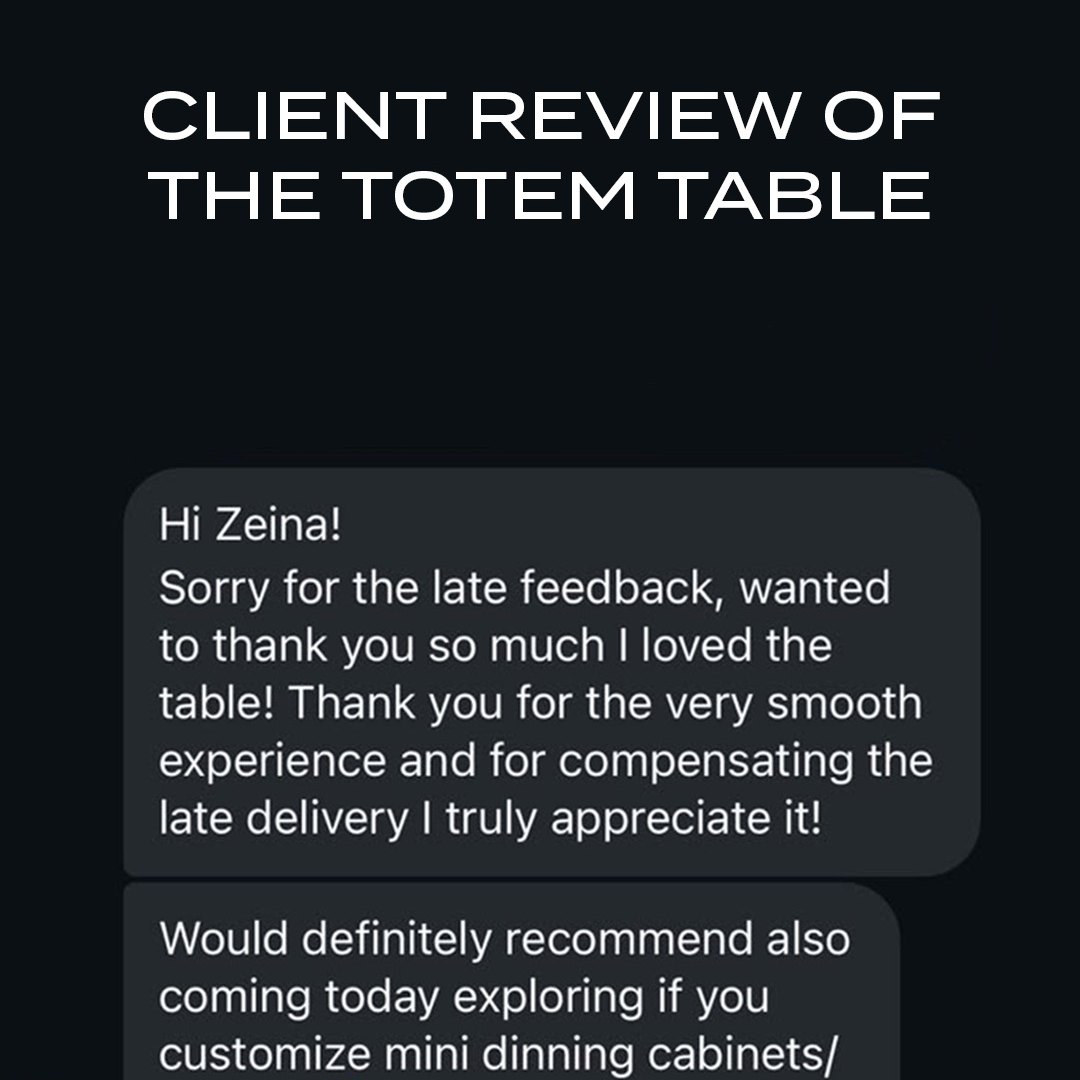 CLIENT REVIEW OF
THE TOTEM TABLE
Hi Zeina!
Sorry for the late feedback, wanted
to thank you so much I loved the
table! Thank you for the very smooth
experience and for compensating the
late delivery I truly appreciate it!
Would definitely recommend also
coming today exploring if you
customize mini dinning cabinets/